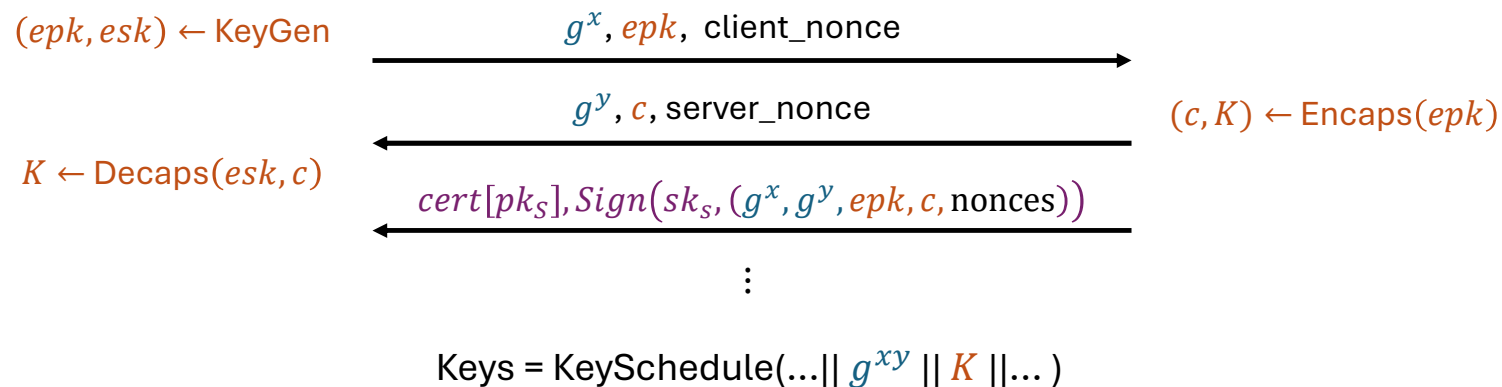 (epk, esk) ← KeyGen
g^x, epk, client_nonce
g^y, c, server_nonce
(c, K) ← Encaps(epk)
K ← Decaps(esk, c)
cert[pk_S], Sign(sk_s, (g^x, g^y, epk, c, nonces))
⋮
Keys = KeySchedule(...|| g^{xy} || K ||... )